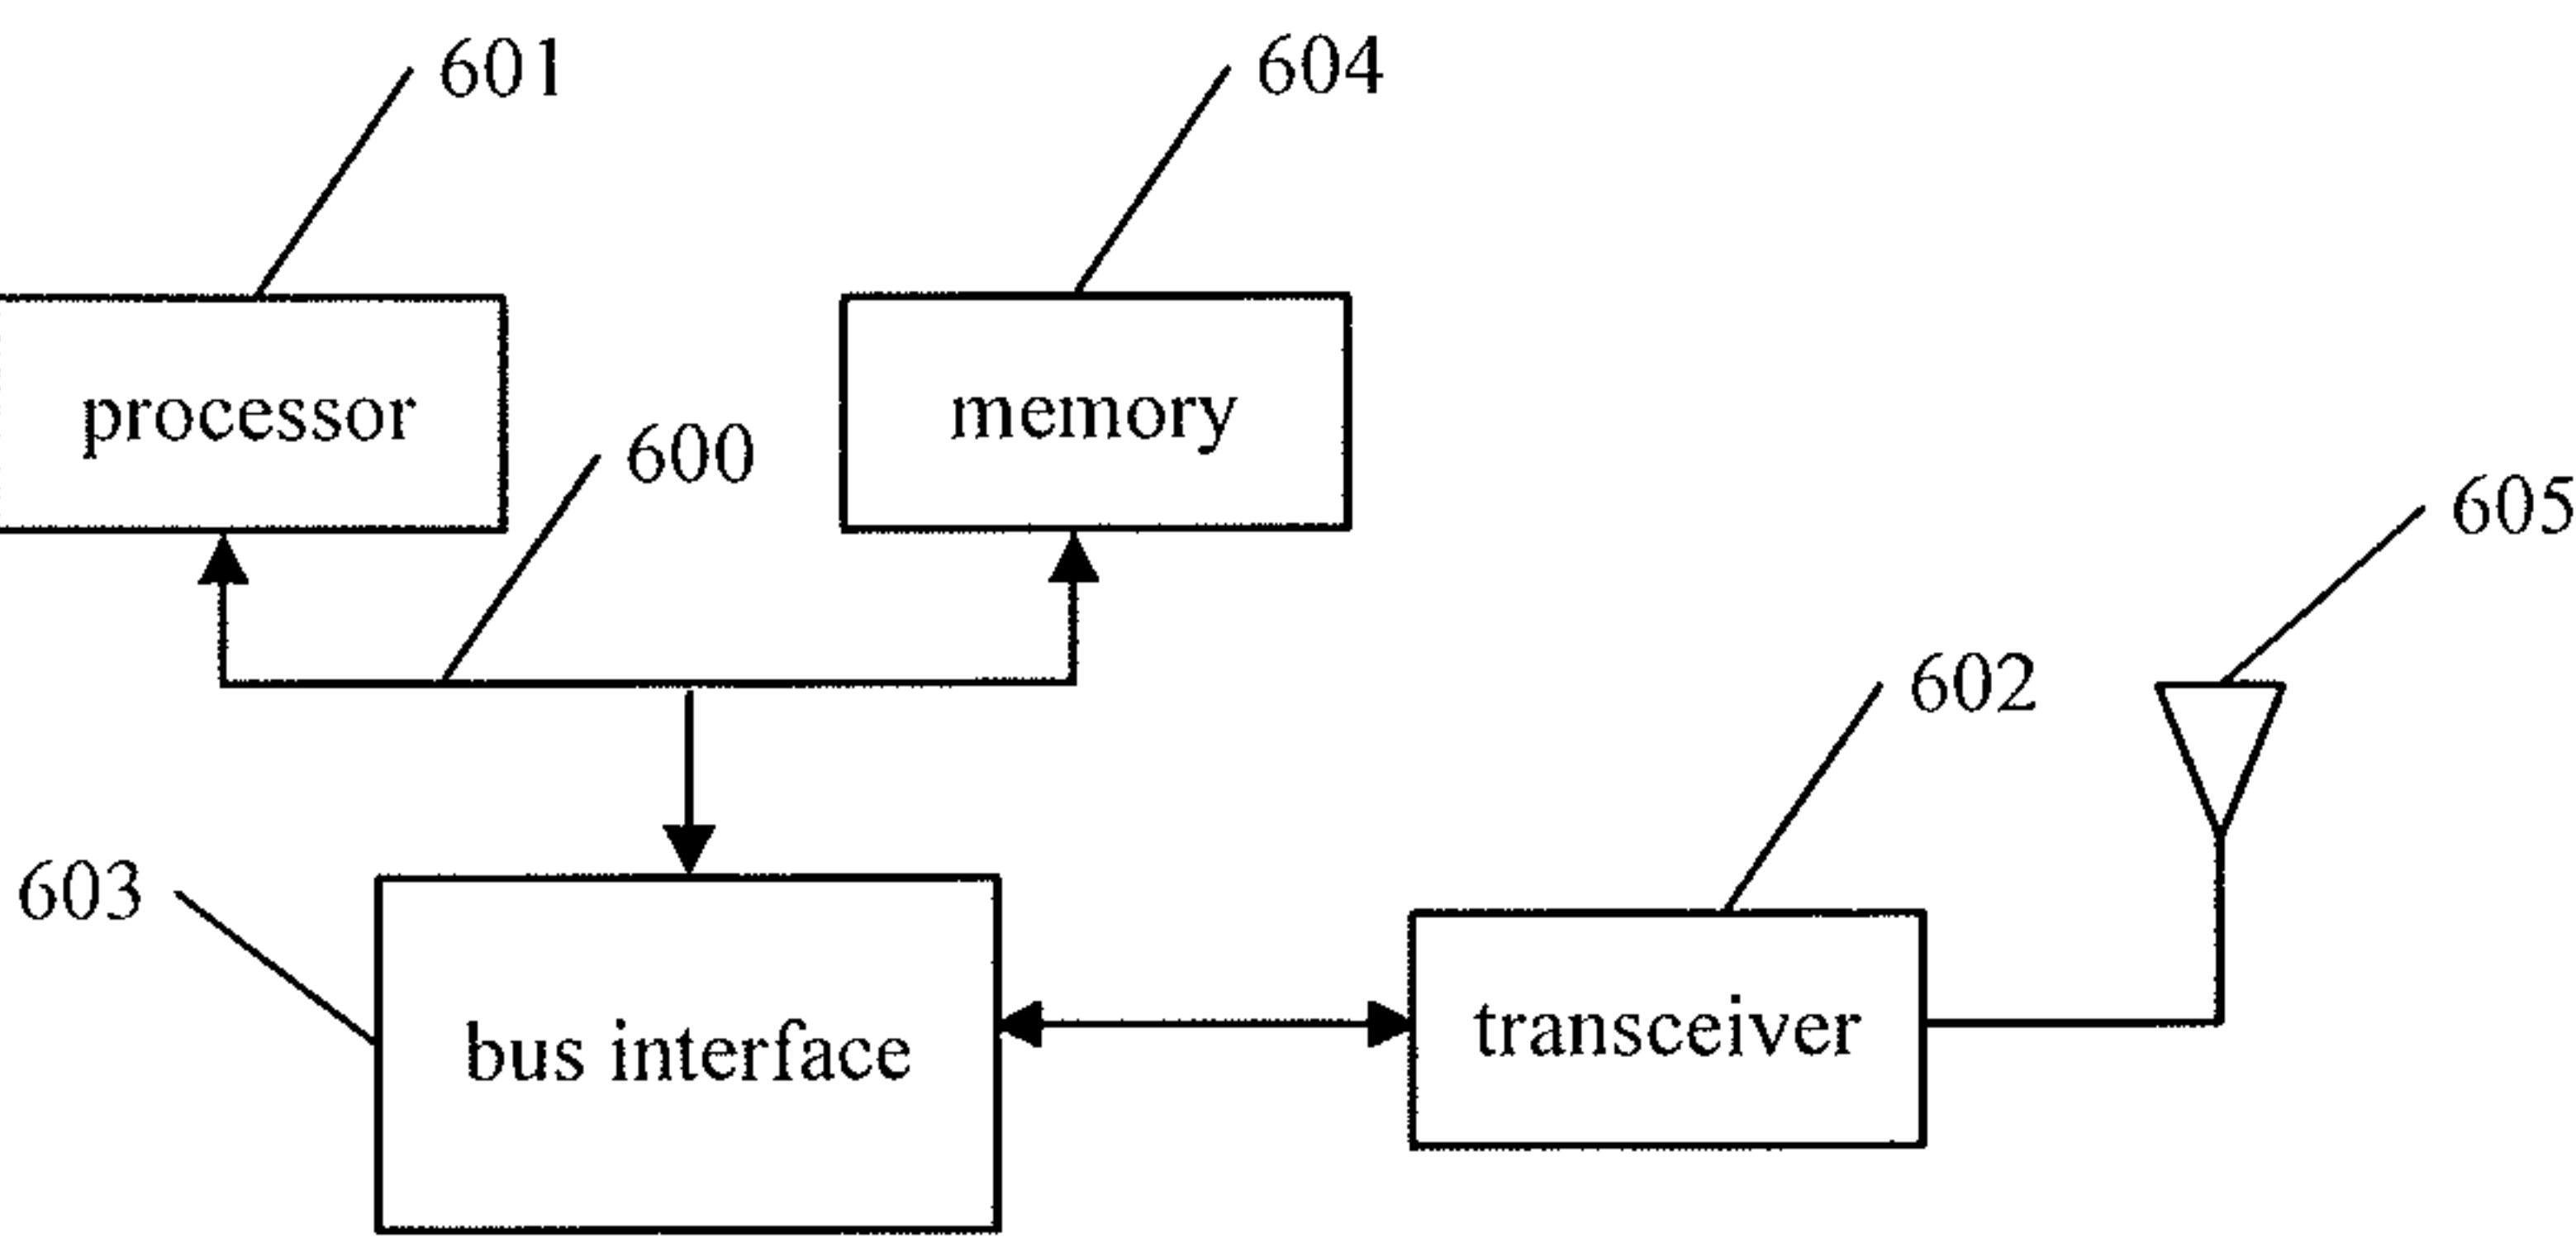 601
604
processor
memory
600
605
602
603
transceiver
bus interface